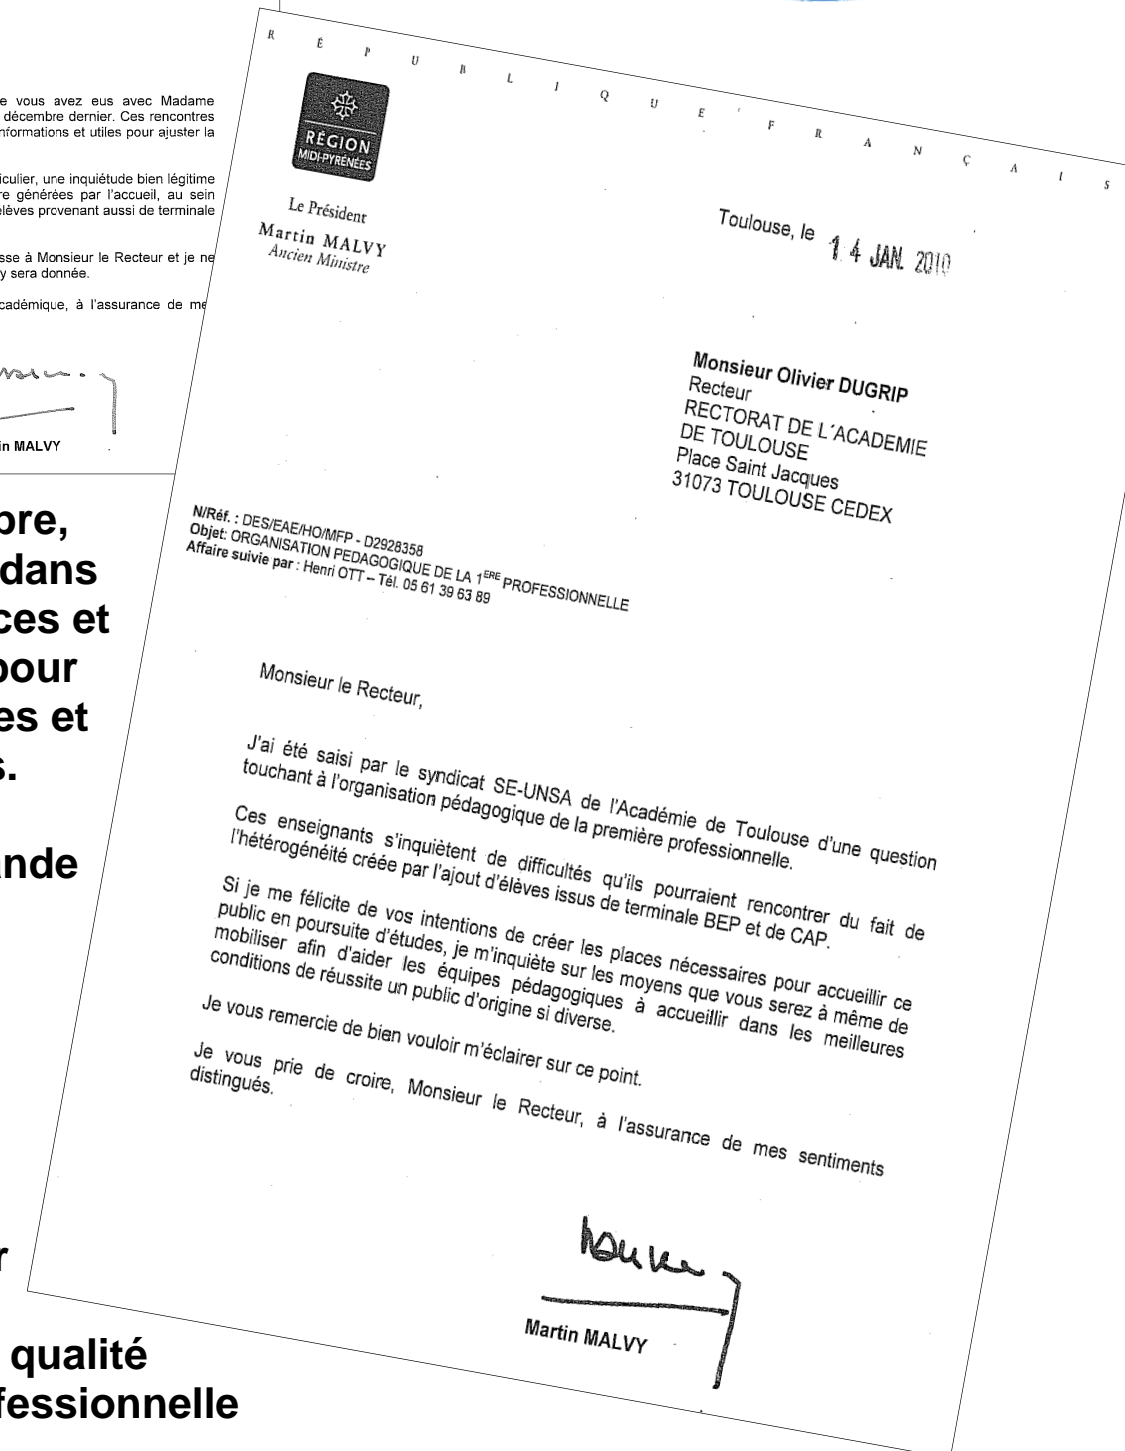 e vous avez eus avec Madame
décembre dernier. Ces rencontres
nformations et utiles pour ajuster la
iculier, une inquiétude bien légitime
re générées par l'accueil, au sein
élèves provenant aussi de terminale
sse à Monsieur le Recteur et je ne
y sera donnée.
cadémique, à l'assurance de me
in MALVY
bre,
dans
ces et
pour
es et
s.
ande
r
qualité
fessionnelle
RÉPUBLIQUE FRANÇAIS
RÉGION
MIDI-PYRÉNÉES
Le Président
Martin MALVY
Ancien Ministre
Toulouse, le 14 JAN. 2010
Monsieur Olivier DUGRIP
Recteur
RECTORAT DE L´ACADEMIE
DE TOULOUSE
Place Saint Jacques
31073 TOULOUSE CEDEX
N/Réf. : DES/EAE/HO/MFP - D2928358
Objet: ORGANISATION PEDAGOGIQUE DE LA 1ERE PROFESSIONNELLE
Affaire suivie par : Henri OTT – Tél. 05 61 39 63 89
Monsieur le Recteur,
J'ai été saisi par le syndicat SE-UNSA de l'Académie de Toulouse d'une question
touchant à l'organisation pédagogique de la première professionnelle.
Ces enseignants s'inquiètent de difficultés qu'ils pourraient rencontrer du fait de
l'hétérogénéité créée par l'ajout d'élèves issus de terminale BEP et de CAP.
Si je me félicite de vos intentions de créer les places nécessaires pour accueillir ce
public en poursuite d'études, je m'inquiète sur les moyens que vous serez à même de
mobiliser afin d'aider les équipes pédagogiques à accueillir dans les meilleures
conditions de réussite un public d'origine si diverse.
Je vous remercie de bien vouloir m'éclairer sur ce point.
Je vous prie de croire, Monsieur le Recteur, à l'assurance de mes sentiments
distingués.
Martin MALVY